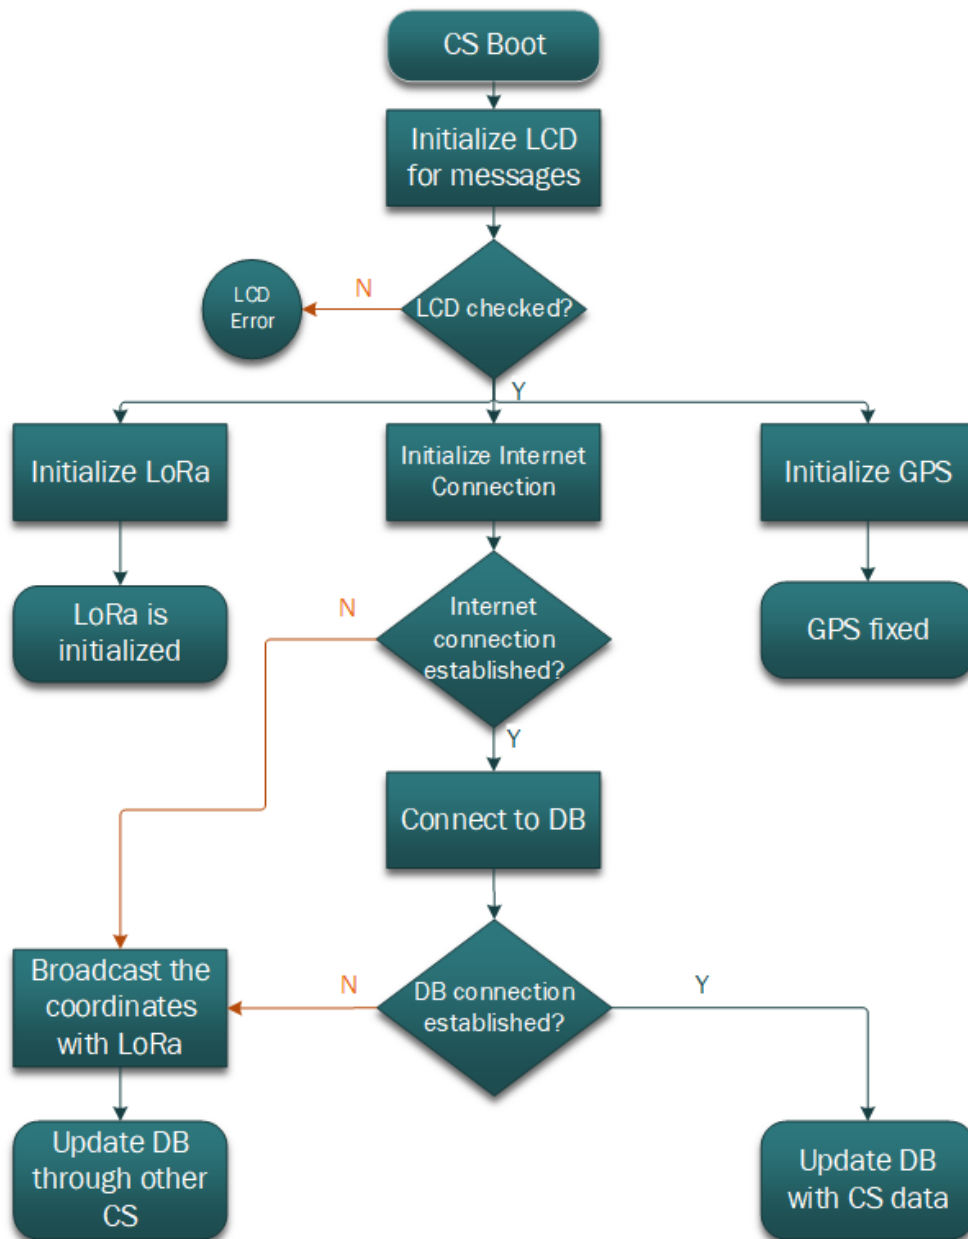 CS Boot
Initialize LCD
for messages
LCD checked?
N
LCD
Error
Y
Initialize LoRa
Initialize Internet
Connection
Initialize GPS
LoRa is
initialized
N
Internet
connection
established?
GPS fixed
Y
Connect to DB
Broadcast the
coordinates
with LoRa
N
DB connection
established?
Y
Update DB
through other
CS
Update DB
with CS data